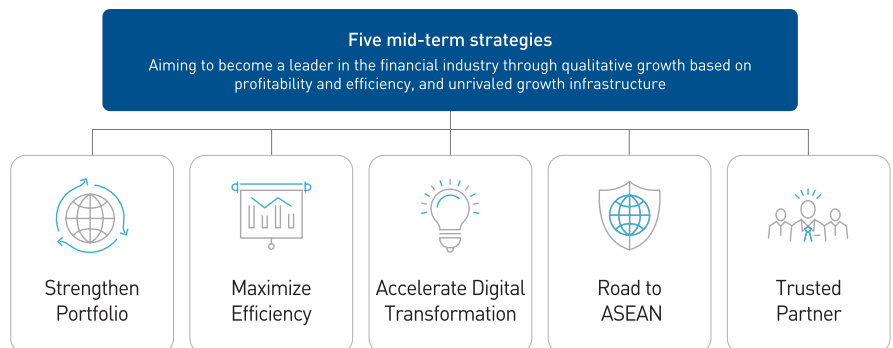 Five mid-term strategies
Aiming to become a leader in the financial industry through qualitative growth based on
profitability and efficiency, and unrivaled growth infrastructure
Strengthen
Portfolio
Maximize
Efficiency
Accelerate Digital
Transformation
Road to
ASEAN
Trusted
Partner